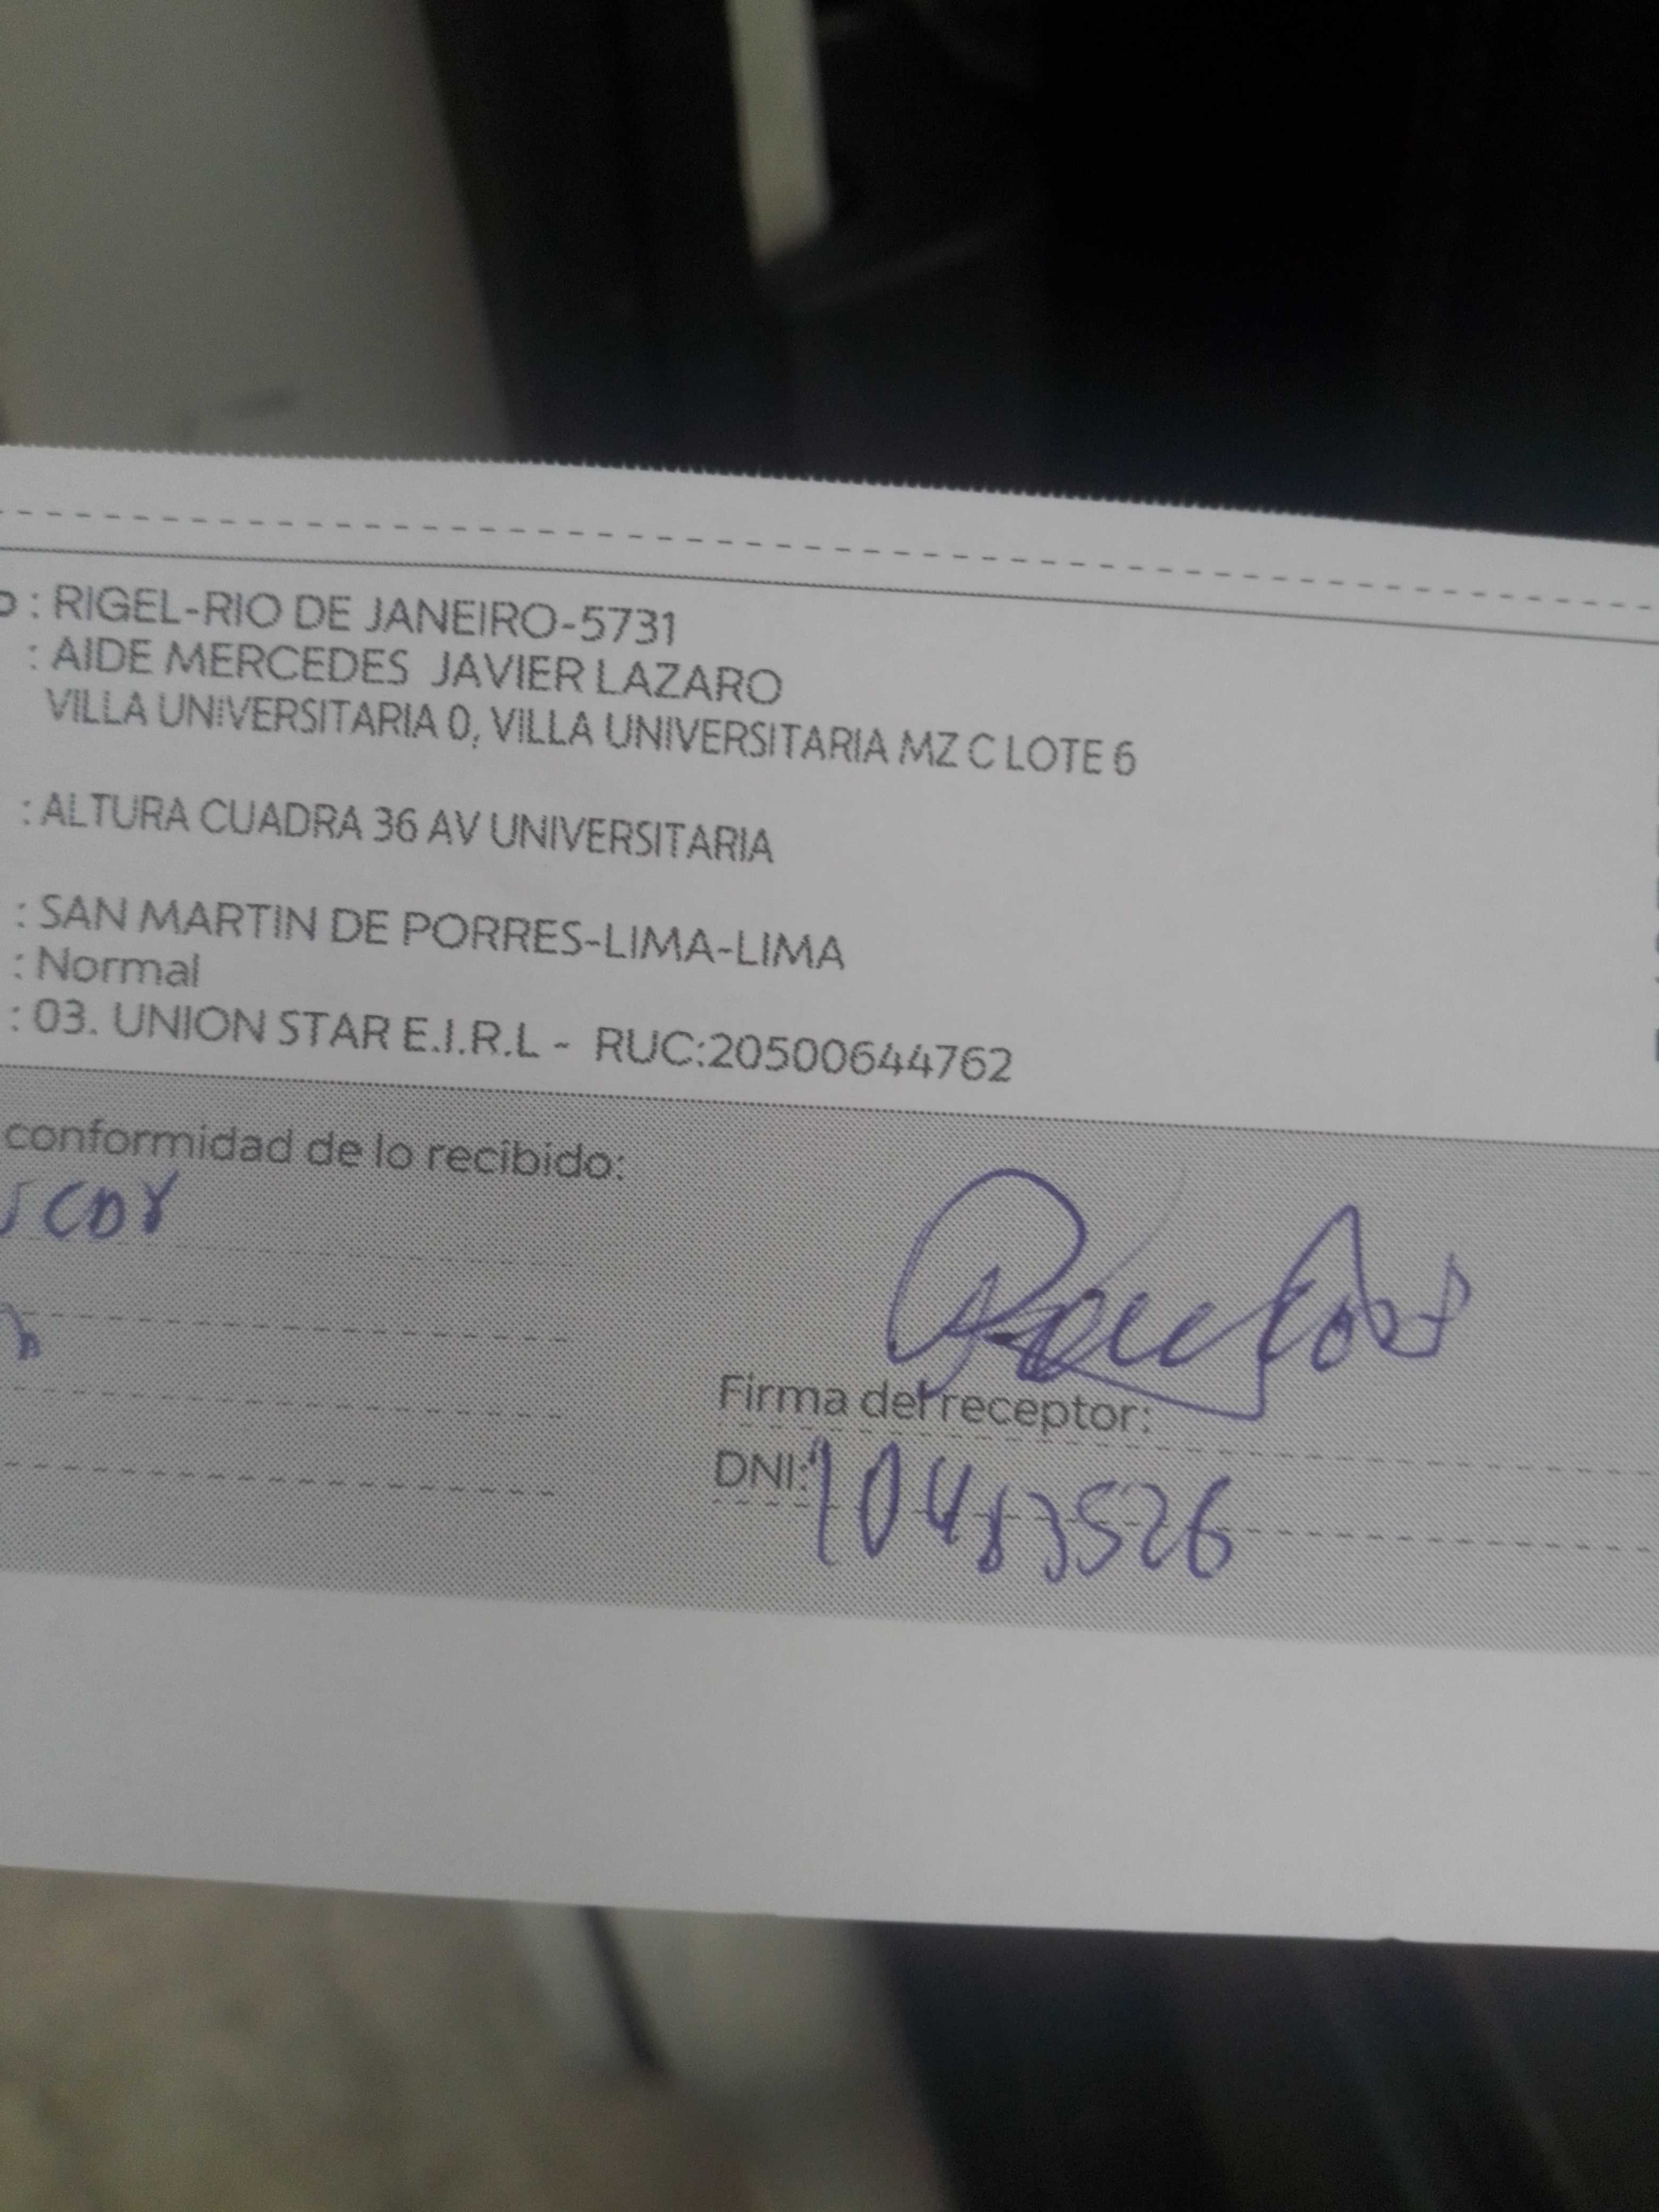 : RIGEL-RIO DE JANEIRO-5731
: AIDE MERCEDES JAVIER LAZARO
VILLA UNIVERSITARIA 0, VILLA UNIVERSITARIA MZ C LOTE 6
: ALTURA CUADRA 36 AV UNIVERSITARIA
: SAN MARTIN DE PORRES-LIMA-LIMA
: Normal
: 03. UNION STAR E.I.R.L - RUC:20500644762
conformidad de lo recibido:
Firma del receptor:
DNI: 10483526